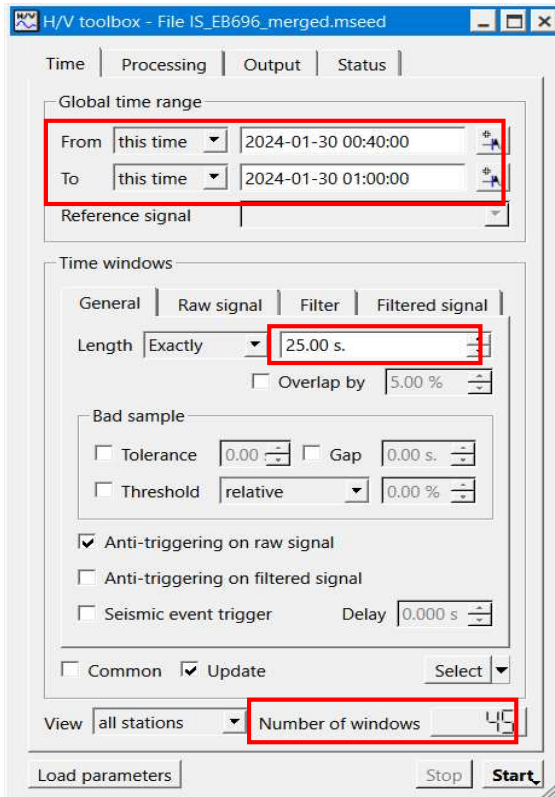 H/V toolbox - File IS_EB696_merged.mseed
Time Processing Output Status
Global time range
From this time 2024-01-30 00:40:00
To this time 2024-01-30 01:00:00
Reference signal
Time windows
General Raw signal Filter Filtered signal
Length Exactly 25.00 s.
Overlap by 5.00 %
Bad sample
Tolerance 0.00 Gap 0.00 s.
Threshold relative 0.00 %
Anti-triggering on raw signal
Anti-triggering on filtered signal
Seismic event trigger Delay 0.000 s
Common Update Select
View all stations Number of windows 45
Load parameters Stop Start